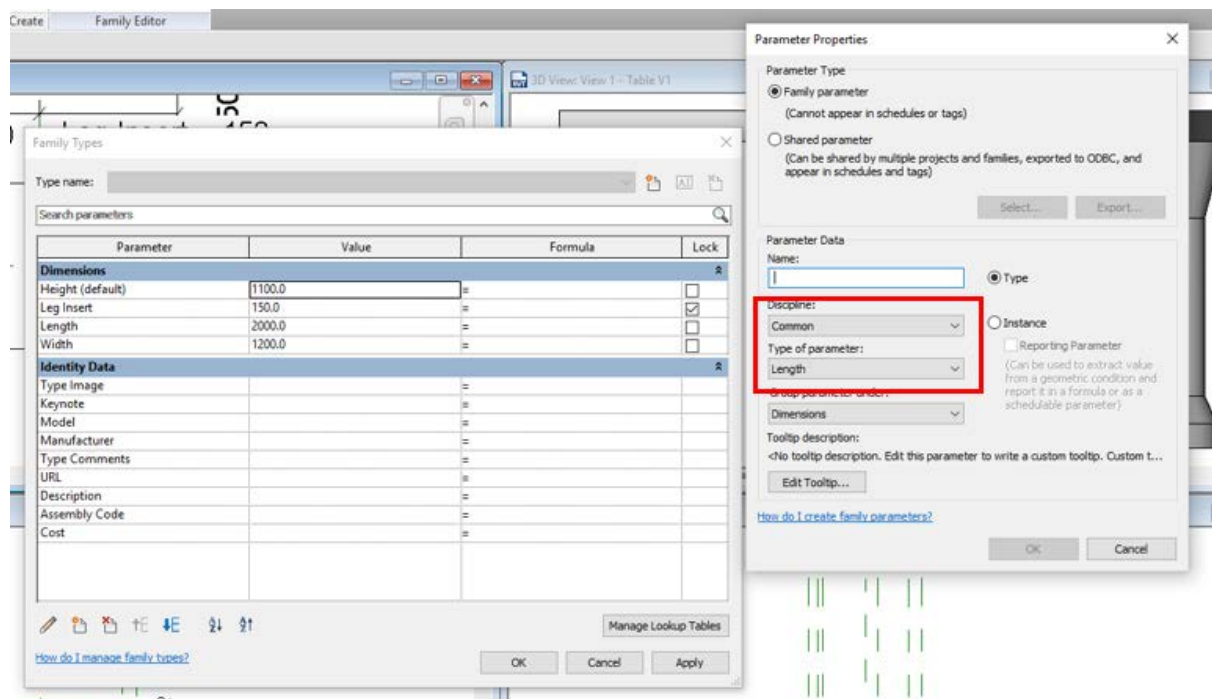 Create
Family Editor
3D View: View 1 - Table V1
Family Types
Type name:
Search parameters
Parameter Value Formula Lock
Dimensions
Height (default) 1100.0 =
Leg Insert 150.0 =
Length 2000.0 =
Width 1200.0 =
Identity Data
Type Image =
Keynote =
Model =
Manufacturer =
Type Comments =
URL =
Description =
Assembly Code =
Cost =
Manage Lookup Tables
How do I manage family types?
OK Cancel Apply
Parameter Properties
Parameter Type
Family parameter
(Cannot appear in schedules or tags)
Shared parameter
(Can be shared by multiple projects and families, exported to ODBC, and
appear in schedules and tags)
Select... Export...
Parameter Data
Name:
Type
Discipline:
Common
Instance
Type of parameter:
Reporting Parameter
Length
(Can be used to extract value
from a geometric condition and
report it in a formula or as a
schedulable parameter)
Group parameter under:
Dimensions
Tooltip description:
<No tooltip description. Edit this parameter to write a custom tooltip. Custom t...
Edit Tooltip...
How do I create family parameters?
OK Cancel